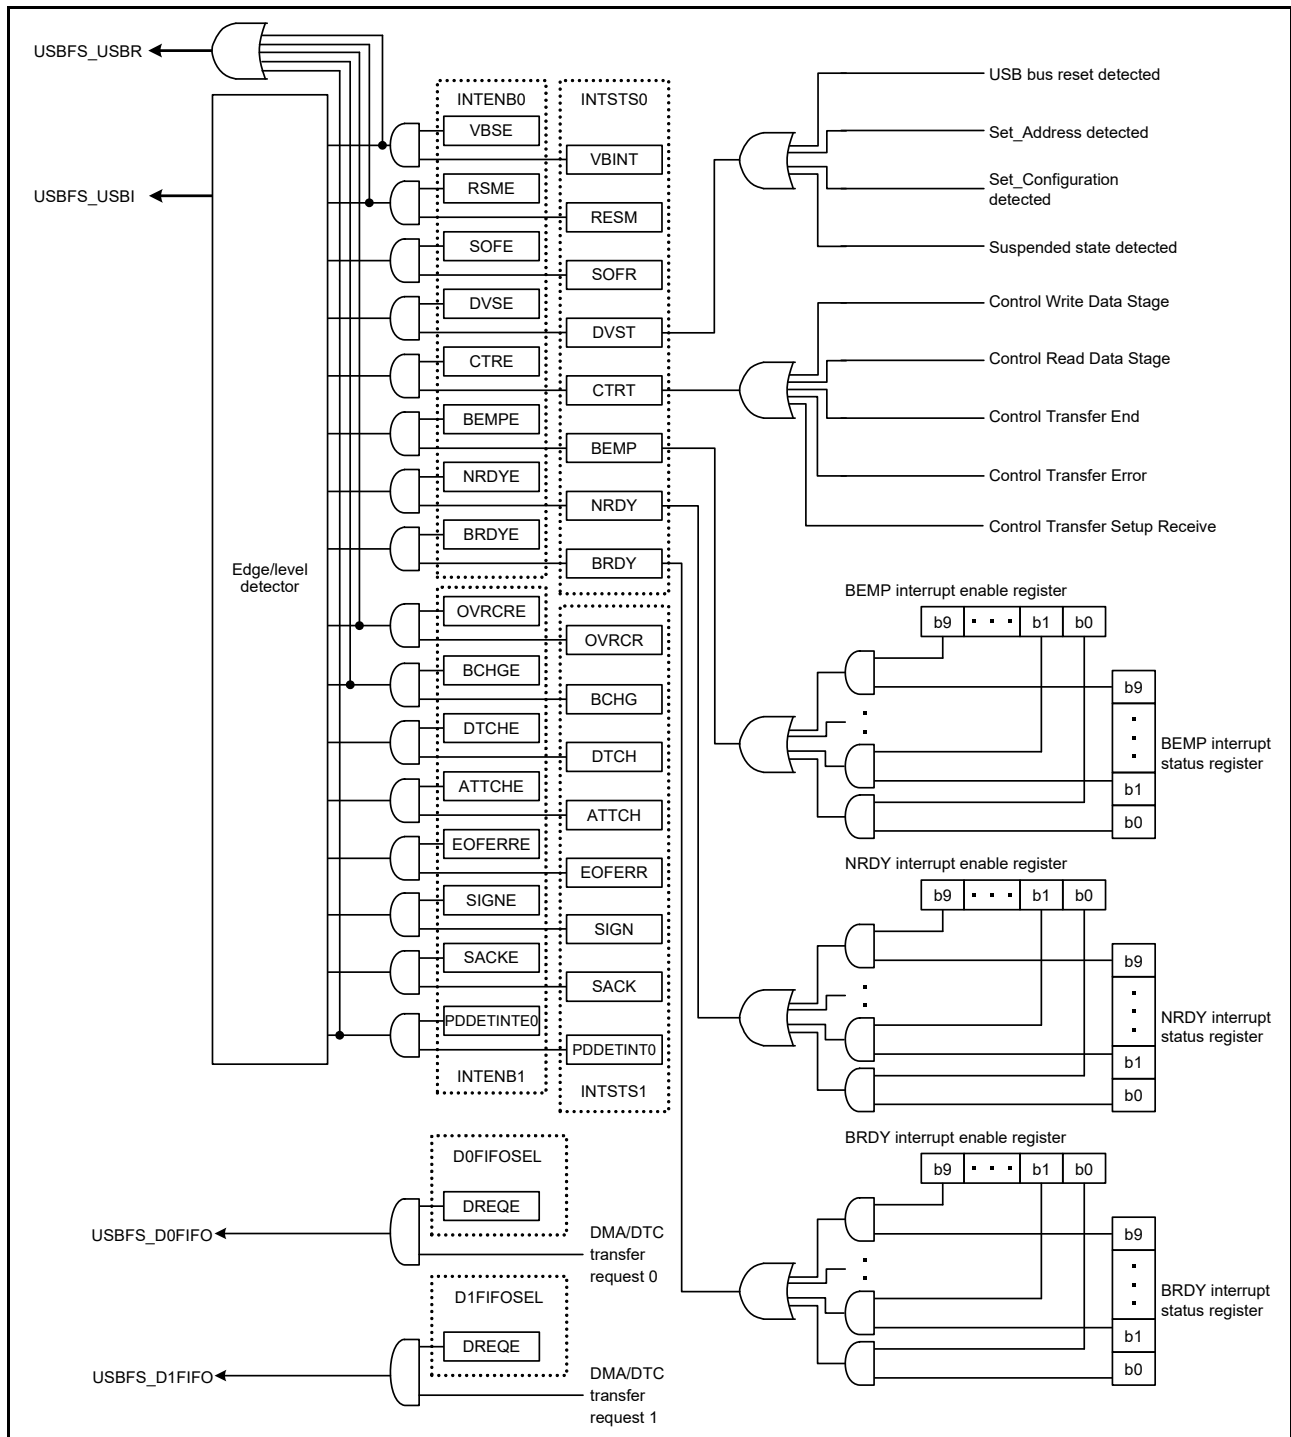 USBFS_USBR
USBFS_USBI
Edge/level
detector
INTENB0
VBSE
RSME
SOFE
DVSE
CTRE
BEMPE
NRDYE
BRDYE
OVRCRE
BCHGE
DTCHE
ATTCHE
EOFERRE
SIGNE
SACKE
PDDETINTE0
INTENB1
INTSTS0
VBINT
RESM
SOFR
DVST
CTRT
BEMP
NRDY
BRDY
OVRCR
BCHG
DTCH
ATTCH
EOFERR
SIGN
SACK
PDDETINT0
INTSTS1
USB bus reset detected
Set_Address detected
Set_Configuration
detected
Suspended state detected
Control Write Data Stage
Control Read Data Stage
Control Transfer End
Control Transfer Error
Control Transfer Setup Receive
BEMP interrupt enable register
b9 · · · b1 b0
b9
BEMP interrupt
status register
b1
b0
NRDY interrupt enable register
b9 · · · b1 b0
b9
NRDY interrupt
status register
b1
b0
BRDY interrupt enable register
b9 · · · b1 b0
b9
BRDY interrupt
status register
b1
b0
D0FIFOSEL
DREQE
USBFS_D0FIFO
DMA/DTC
transfer
request 0
D1FIFOSEL
DREQE
USBFS_D1FIFO
DMA/DTC
transfer
request 1